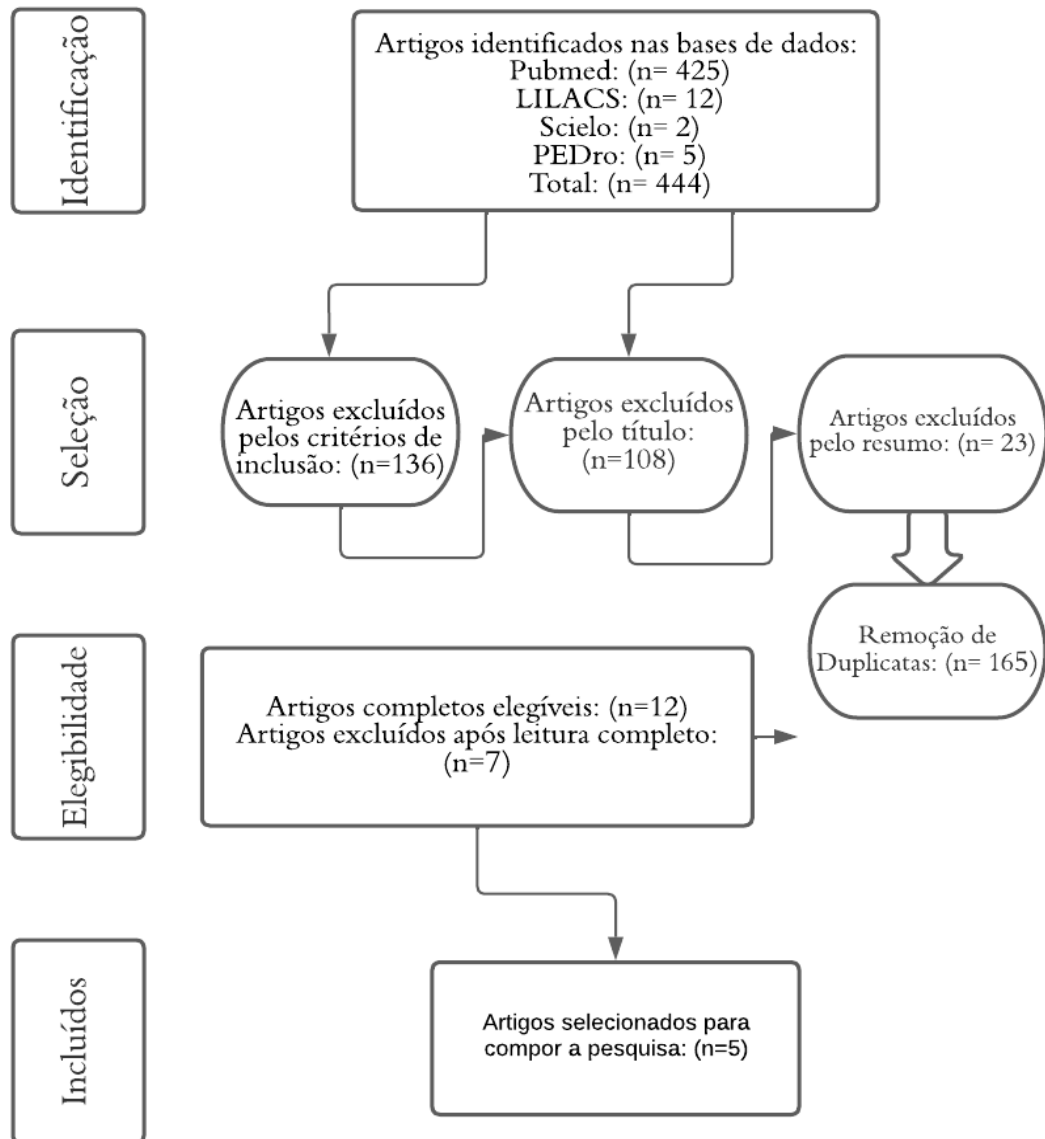 Identificação
Artigos identificados nas bases de dados:
Pubmed: (n= 425)
LILACS: (n= 12)
Scielo: (n= 2)
PEDro: (n= 5)
Total: (n= 444)
Seleção
Artigos excluídos
pelos critérios de
inclusão: (n=136)
Artigos excluídos
pelo título:
(n=108)
Artigos excluídos
pelo resumo: (n= 23)
Remoção de
Duplicatas: (n= 165)
Elegibilidade
Artigos completos elegíveis: (n=12)
Artigos excluídos após leitura completo:
(n=7)
Incluídos
Artigos selecionados para
compor a pesquisa: (n=5)